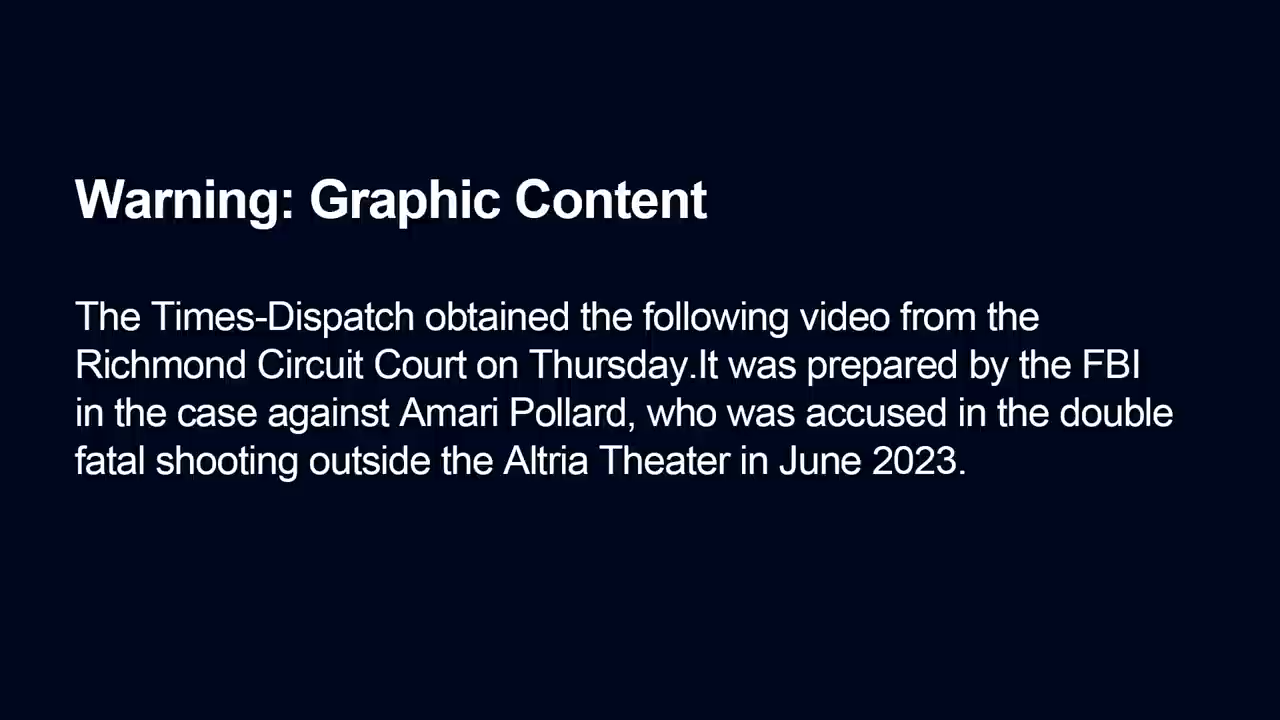 Warning: Graphic Content
The Times-Dispatch obtained the following video from the
Richmond Circuit Court on Thursday.It was prepared by the FBI
in the case against Amari Pollard, who was accused in the double
fatal shooting outside the Altria Theater in June 2023.